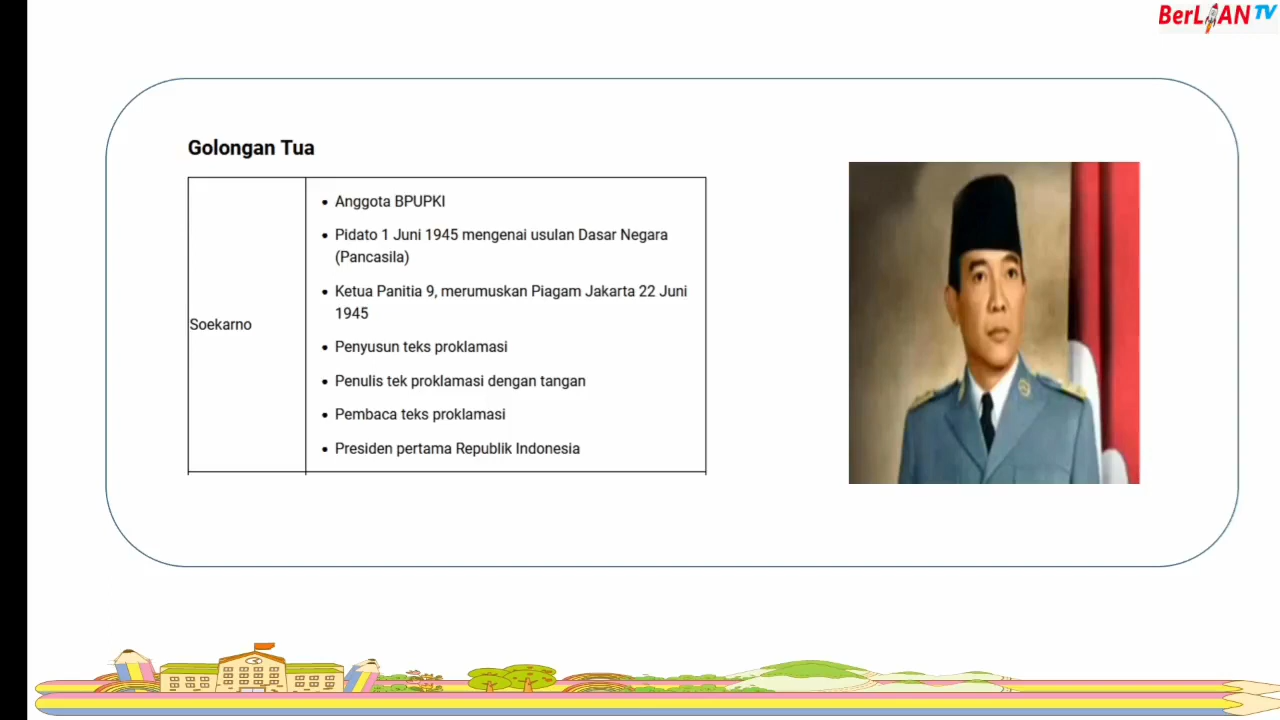 BerLIAN TV
Golongan Tua
Soekarno
Anggota BPUPKI
Pidato 1 Juni 1945 mengenai usulan Dasar Negara
(Pancasila)
Ketua Panitia 9, merumuskan Piagam Jakarta 22 Juni
1945
Penyusun teks proklamasi
Penulis tek proklamasi dengan tangan
Pembaca teks proklamasi
Presiden pertama Republik Indonesia